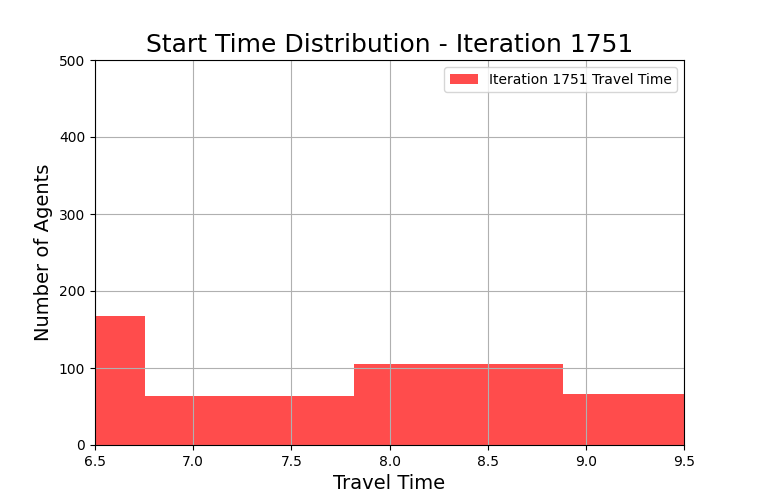 Start Time Distribution - Iteration 1751
500
Iteration 1751 Travel Time
400
300
200
100
0
Number of Agents
6.5 7.0 7.5 8.0 8.5 9.0 9.5
Travel Time